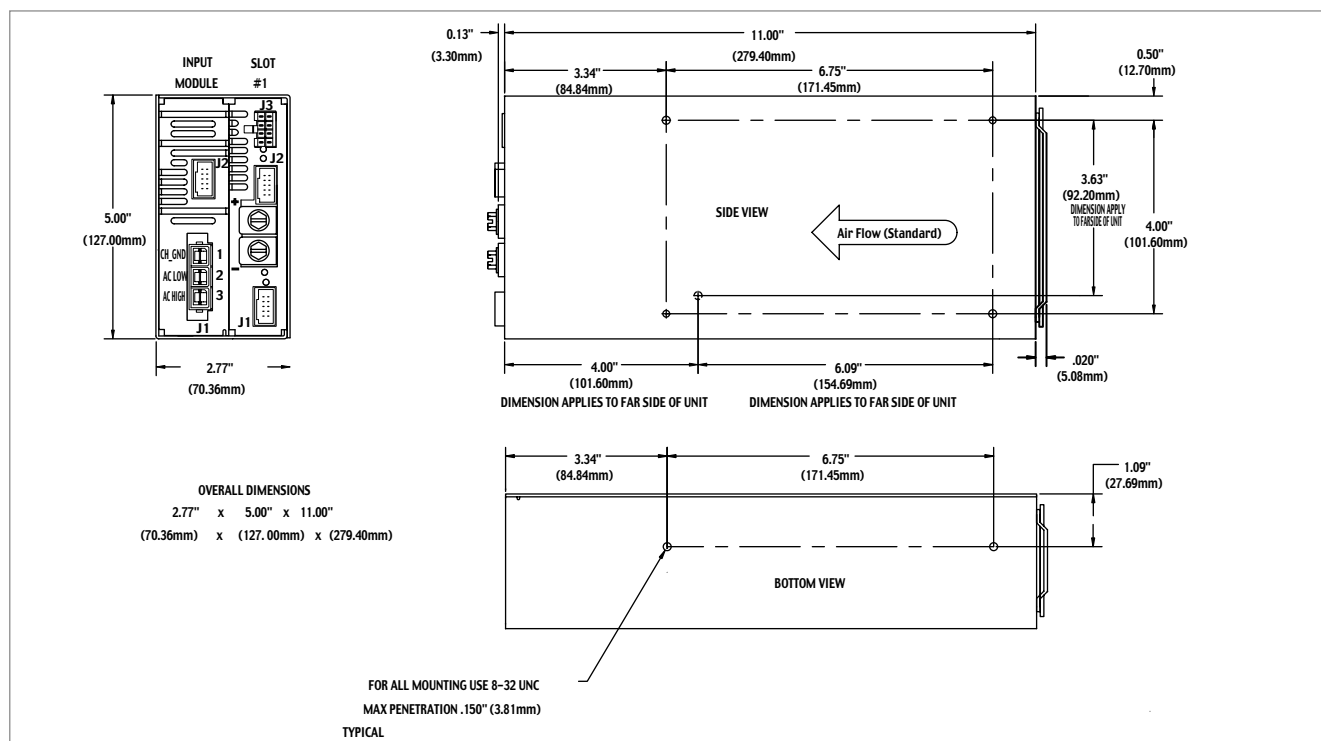 INPUT
MODULE
SLOT
#1
J3
J2
J2
+
5.00"
(127.00mm)
CH_GND
1
−
AC LOW
2
AC HIGH
3
J1
J1
2.77"
(70.36mm)
0.13"
(3.30mm)
11.00"
(279.40mm)
3.34"
(84.84mm)
6.75"
(171.45mm)
0.50"
(12.70mm)
SIDE VIEW
Air Flow (Standard)
3.63"
(92.20mm)
DIMENSION APPLY
TO FARSIDE OF UNIT
4.00"
(101.60mm)
4.00"
(101.60mm)
DIMENSION APPLIES TO FAR SIDE OF UNIT
6.09"
(154.69mm)
DIMENSION APPLIES TO FAR SIDE OF UNIT
.020"
(5.08mm)
OVERALL DIMENSIONS
2.77" x 5.00" x 11.00"
(70.36mm) x (127.00mm) x (279.40mm)
3.34"
(84.84mm)
6.75"
(171.45mm)
1.09"
(27.69mm)
BOTTOM VIEW
FOR ALL MOUNTING USE 8-32 UNC
MAX PENETRATION .150" (3.81mm)
TYPICAL